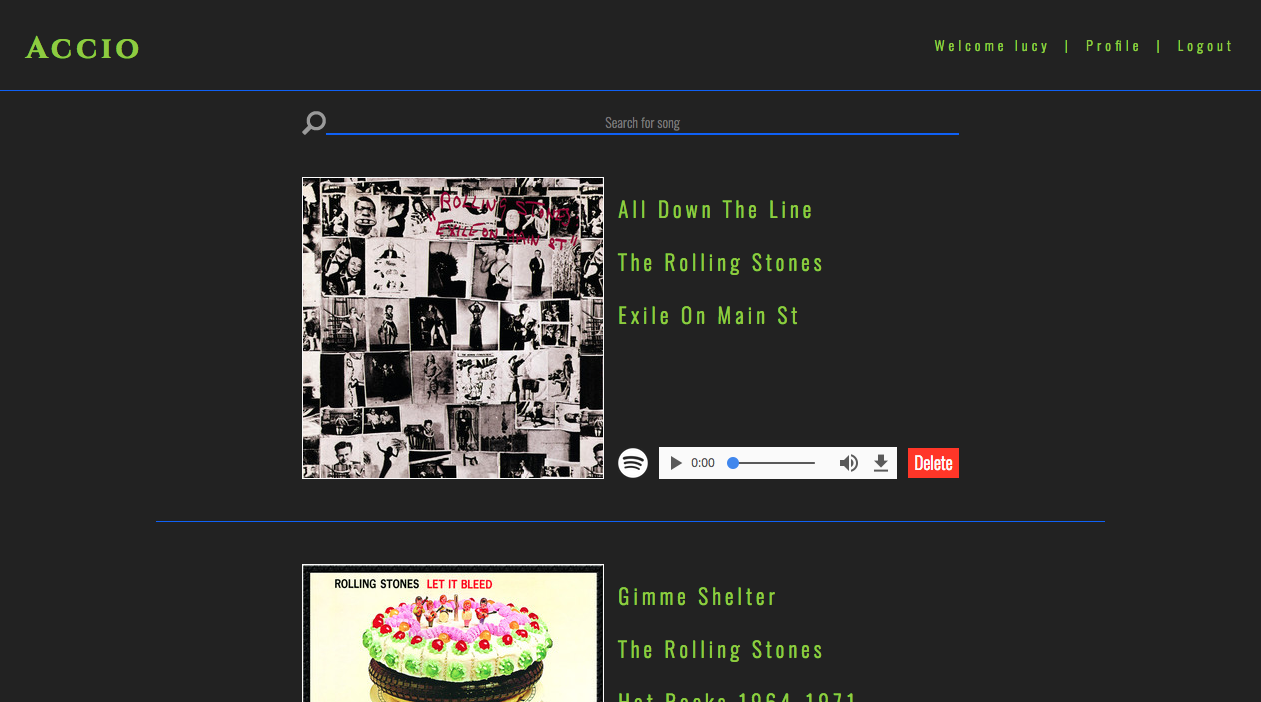 Accio
Welcome lucy | Profile | Logout
Search for song
"ROLLING STONES
EXILE ON MAIN ST"
All Down The Line
The Rolling Stones
Exile On Main St
Joe Allen
0:00
Delete
ROLLING STONES LET IT BLEED
Gimme Shelter
The Rolling Stones
Hot Rocks 1964-1971